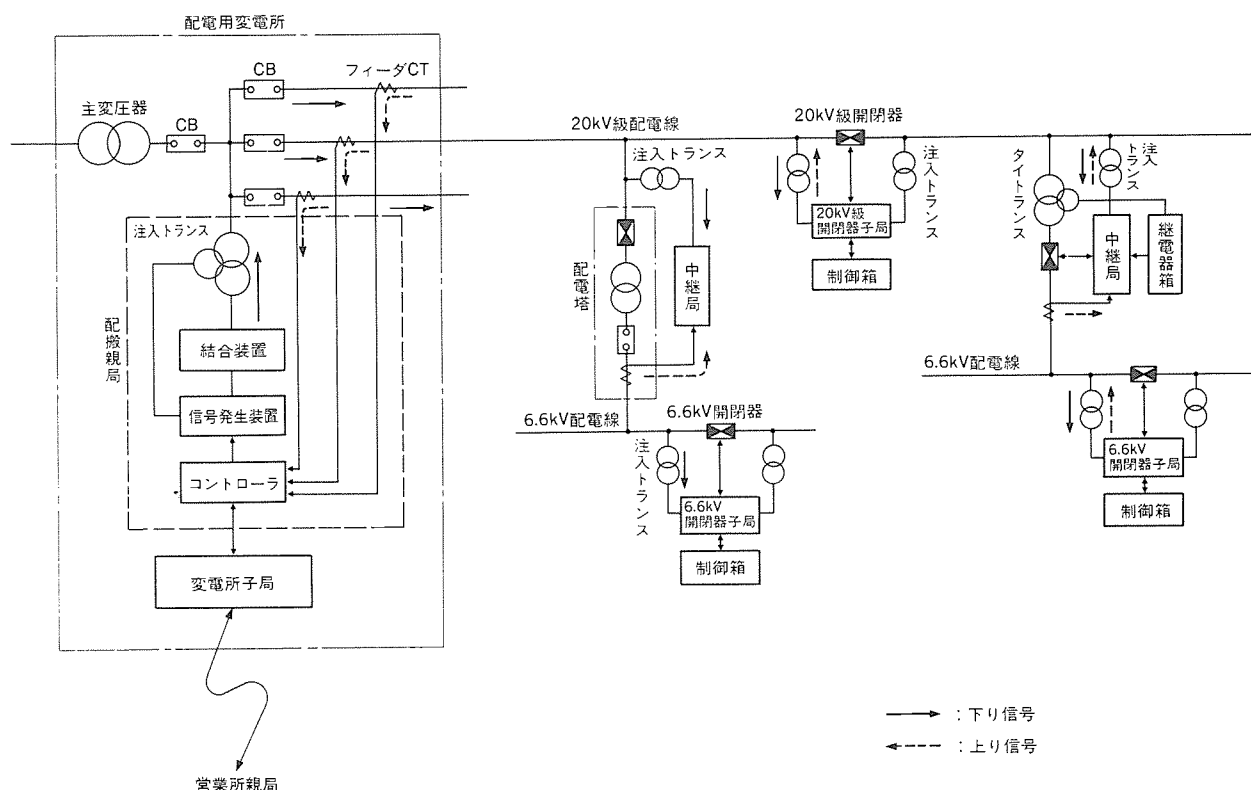 配電用変電所
CB
フィーダCT
主変圧器
CB
20kV級配電線
20kV級開閉器
注入トランス
注入トランス
タイトランス
注入トランス
20kV級
開閉器子局
制御箱
中継局
継電器箱
配電塔
中継局
注入トランス
配搬親局
結合装置
信号発生装置
コントローラ
変電所子局
営業所親局
6.6kV配電線
6.6kV開閉器
注入トランス
6.6kV
開閉器子局
制御箱
6.6kV配電線
6.6kV
開閉器子局
制御箱
:下り信号
:上り信号